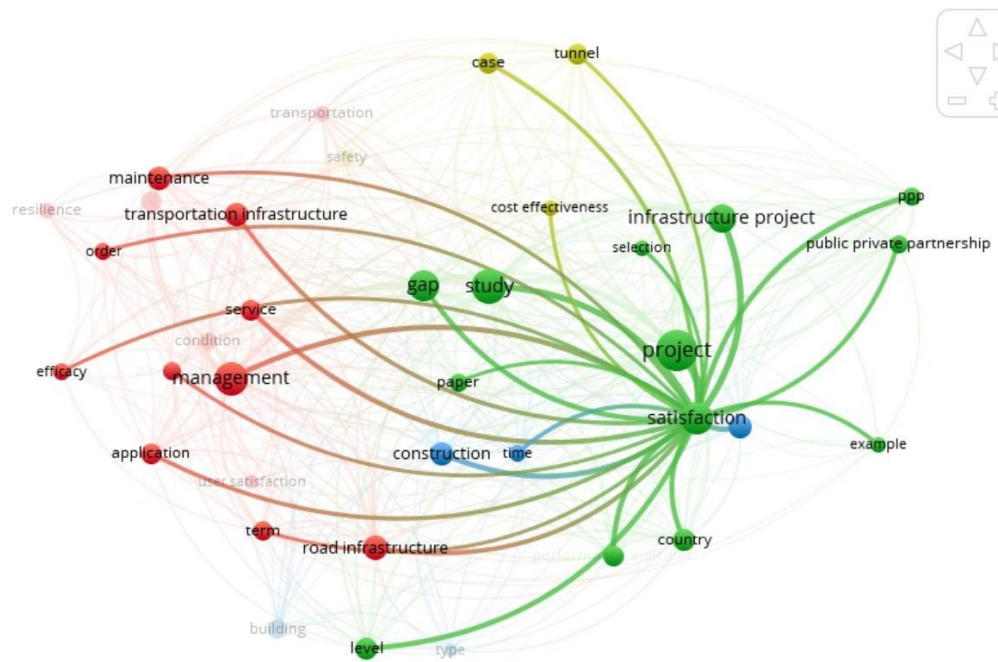 tunnel
case
transportation
safety
maintenance
ppp
cost effectiveness
resilience
transportation infrastructure
infrastructure project
order
selection
public private partnership
gap
study
service
condition
project
efficacy
management
paper
satisfaction
example
application
construction
time
user satisfaction
term
country
road infrastructure
building
level
type